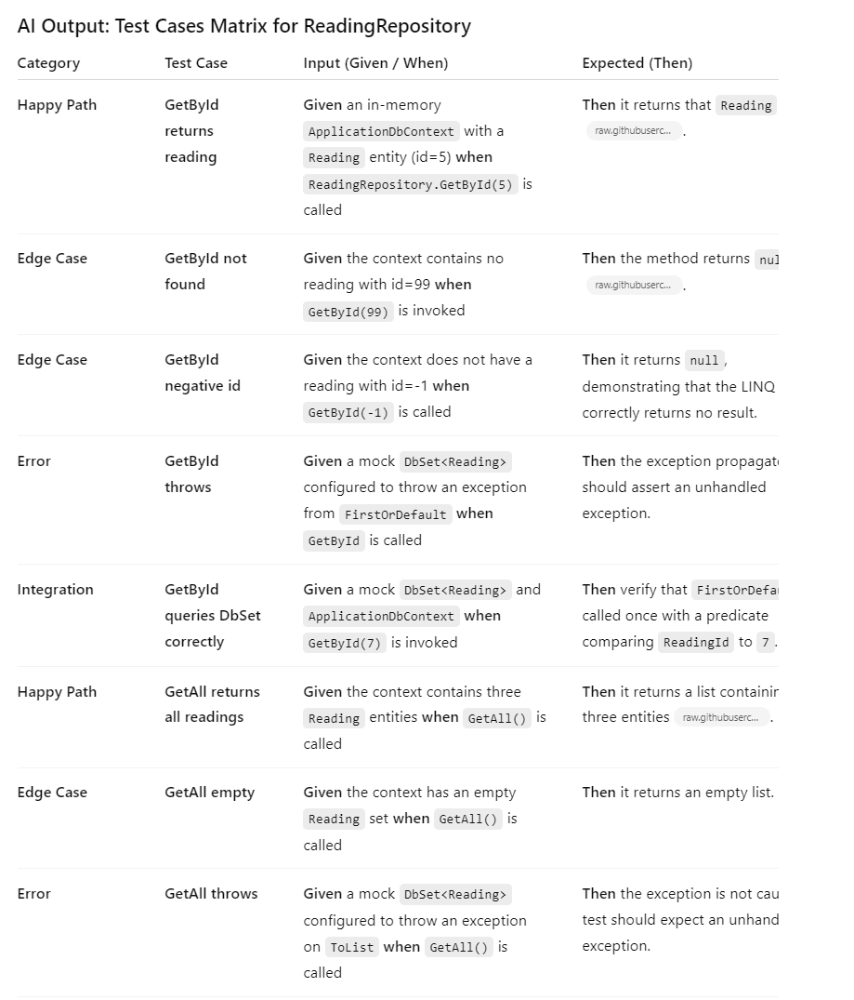 AI Output: Test Cases Matrix for ReadingRepository
Category Test Case Input (Given / When) Expected (Then)
Happy Path GetById Given an in-memory Then it returns that Reading
returns ApplicationDbContext with a raw.githubuserc... .
reading Reading entity (id=5) when
ReadingRepository.GetById(5) is
called
Edge Case GetById not Given the context contains no Then the method returns
found reading with id=99 when raw.githubuserc... .
GetById(99) is invoked
Edge Case GetById Given the context does not have a Then it returns null ,
negative id reading with id=-1 when demonstrating that the LINQ
GetById(-1) is called correctly returns no result.
Error GetById Given a mock DbSet<Reading> Then the exception
throws configured to throw an exception should assert an unhandled
from FirstOrDefault when exception.
GetById is called
Integration GetById Given a mock DbSet<Reading> and Then verify that
queries DbSet ApplicationDbContext when called once with a predicate
correctly GetById(7) is invoked comparing ReadingId to 7 .
Happy Path GetAll returns Given the context contains three Then it returns a list
all readings Reading entities when GetAll() is three entities raw.githubuserc... .
called
Edge Case GetAll empty Given the context has an empty Then it returns an empty list.
Reading set when GetAll() is
called
Error GetAll throws Given a mock DbSet<Reading> Then the exception is not
configured to throw an exception test should expect an
on ToList when GetAll() is exception.
called